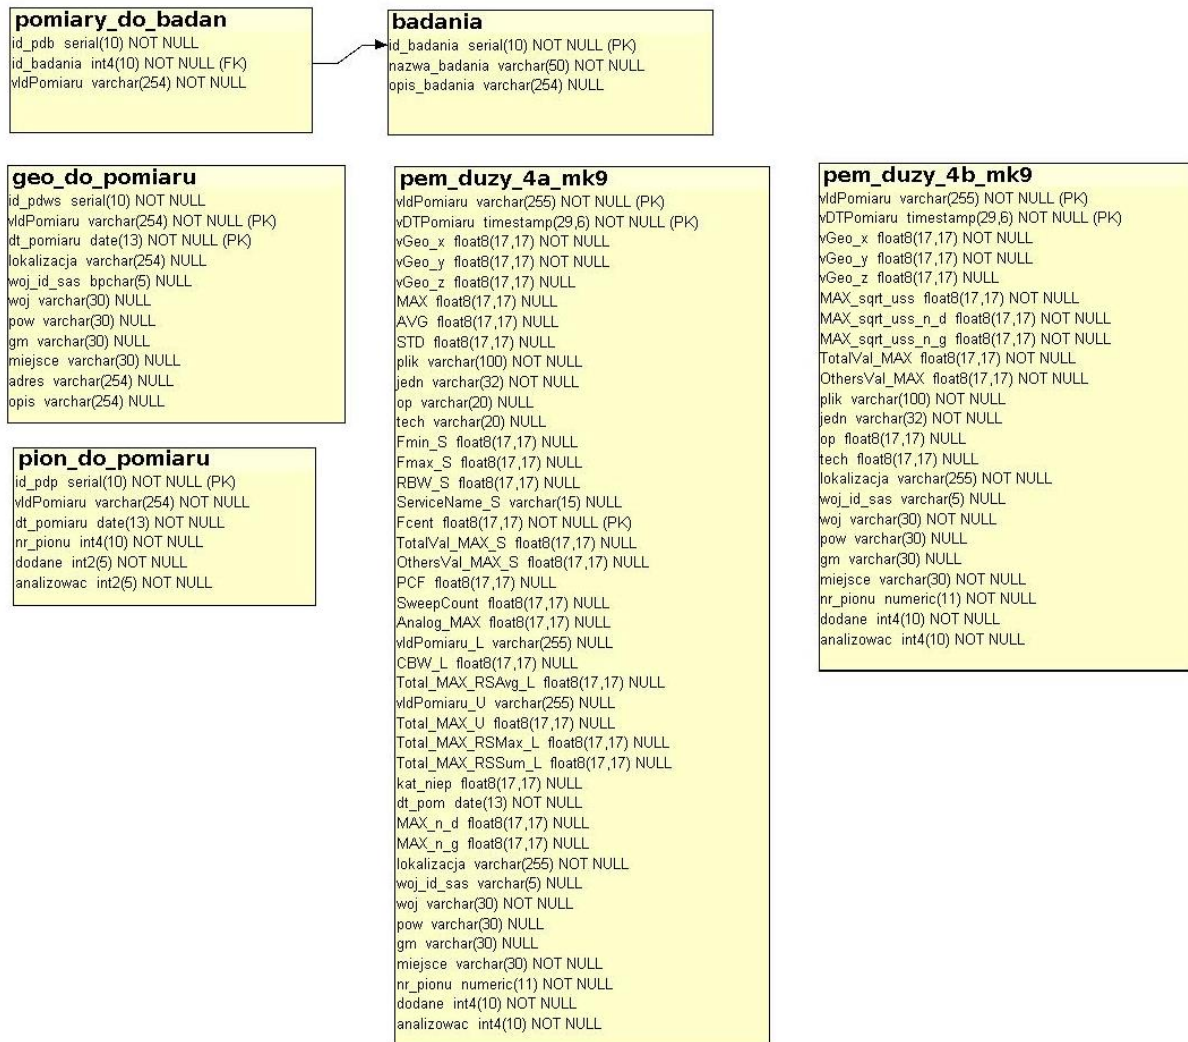 pomiary_do_badan
id_pdb serial(10) NOT NULL
id_badania int4(10) NOT NULL (FK)
vIdPomiaru varchar(254) NOT NULL
badania
id_badania serial(10) NOT NULL (PK)
nazwa_badania varchar(50) NOT NULL
opis_badania varchar(254) NULL
geo_do_pomiaru
id_pdws serial(10) NOT NULL
vIdPomiaru varchar(254) NOT NULL (PK)
dt_pomiaru date(13) NOT NULL (PK)
lokalizacja varchar(254) NULL
woj_id_sas bpchar(5) NULL
woj varchar(30) NULL
pow varchar(30) NULL
gm varchar(30) NULL
miejsce varchar(30) NULL
adres varchar(254) NULL
opis varchar(254) NULL
pion_do_pomiaru
id_pdp serial(10) NOT NULL (PK)
vIdPomiaru varchar(254) NOT NULL
dt_pomiaru date(13) NOT NULL
nr_pionu int4(10) NOT NULL
dodane int2(5) NOT NULL
analizowac int2(5) NOT NULL
pem_duzy_4a_mk9
vIdPomiaru varchar(255) NOT NULL (PK)
vDTPomiaru timestamp(29,6) NOT NULL (PK)
vGeo_x float8(17,17) NOT NULL
vGeo_y float8(17,17) NOT NULL
vGeo_z float8(17,17) NULL
MAX float8(17,17) NULL
AVG float8(17,17) NULL
STD float8(17,17) NULL
plik varchar(100) NOT NULL
jedn varchar(32) NOT NULL
op varchar(20) NULL
tech varchar(20) NULL
Fmin_S float8(17,17) NULL
Fmax_S float8(17,17) NULL
RBW_S float8(17,17) NULL
ServiceName_S varchar(15) NULL
Fcent float8(17,17) NOT NULL (PK)
TotalVal_MAX_S float8(17,17) NULL
OthersVal_MAX_S float8(17,17) NULL
PCF float8(17,17) NULL
SweepCount float8(17,17) NULL
Analog_MAX float8(17,17) NULL
vIdPomiaru_L varchar(255) NULL
CBW_L float8(17,17) NULL
Total_MAX_RSAvg_L float8(17,17) NULL
vIdPomiaru_U varchar(255) NULL
Total_MAX_U float8(17,17) NULL
Total_MAX_RSMax_L float8(17,17) NULL
Total_MAX_RSSum_L float8(17,17) NULL
kat_niep float8(17,17) NULL
dt_pom date(13) NOT NULL
MAX_n_d float8(17,17) NULL
MAX_n_g float8(17,17) NULL
lokalizacja varchar(255) NOT NULL
woj_id_sas varchar(5) NULL
woj varchar(30) NOT NULL
pow varchar(30) NULL
gm varchar(30) NULL
miejsce varchar(30) NOT NULL
nr_pionu numeric(11) NOT NULL
dodane int4(10) NOT NULL
analizowac int4(10) NOT NULL
pem_duzy_4b_mk9
vIdPomiaru varchar(255) NOT NULL (PK)
vDTPomiaru timestamp(29,6) NOT NULL (PK)
vGeo_x float8(17,17) NOT NULL
vGeo_y float8(17,17) NOT NULL
vGeo_z float8(17,17) NULL
MAX_sqrt_uss float8(17,17) NOT NULL
MAX_sqrt_uss_n_d float8(17,17) NOT NULL
MAX_sqrt_uss_n_g float8(17,17) NOT NULL
TotalVal_MAX float8(17,17) NOT NULL
OthersVal_MAX float8(17,17) NOT NULL
plik varchar(100) NOT NULL
jedn varchar(32) NOT NULL
op float8(17,17) NULL
tech float8(17,17) NULL
lokalizacja varchar(255) NOT NULL
woj_id_sas varchar(5) NULL
woj varchar(30) NOT NULL
pow varchar(30) NULL
gm varchar(30) NULL
miejsce varchar(30) NOT NULL
nr_pionu numeric(11) NOT NULL
dodane int4(10) NOT NULL
analizowac int4(10) NOT NULL